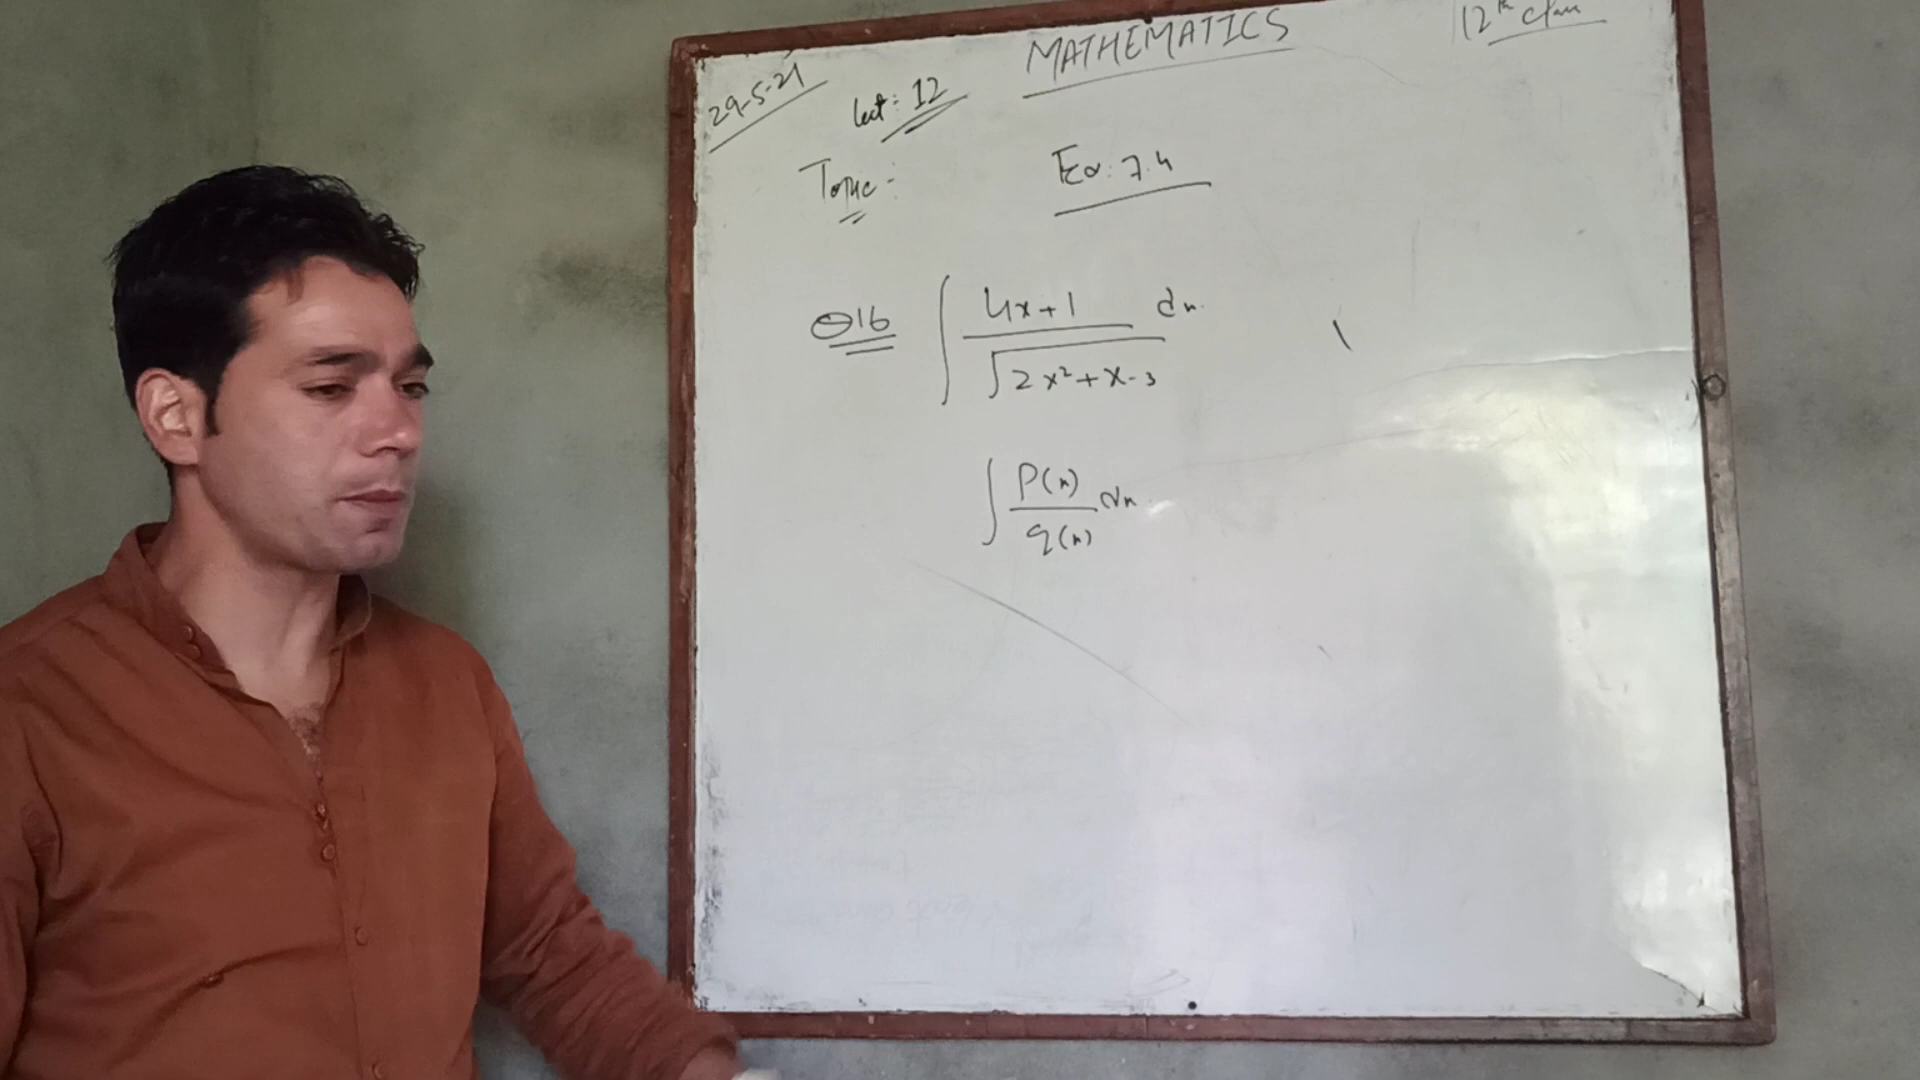 MATHEMATICS
12th class
29-5-21
Lect: 12
Topic:-
Ex: 7.4
Q16 ∫ 4x+1 / √2x²+x-3 dx
∫ P(x) / q(x) dx